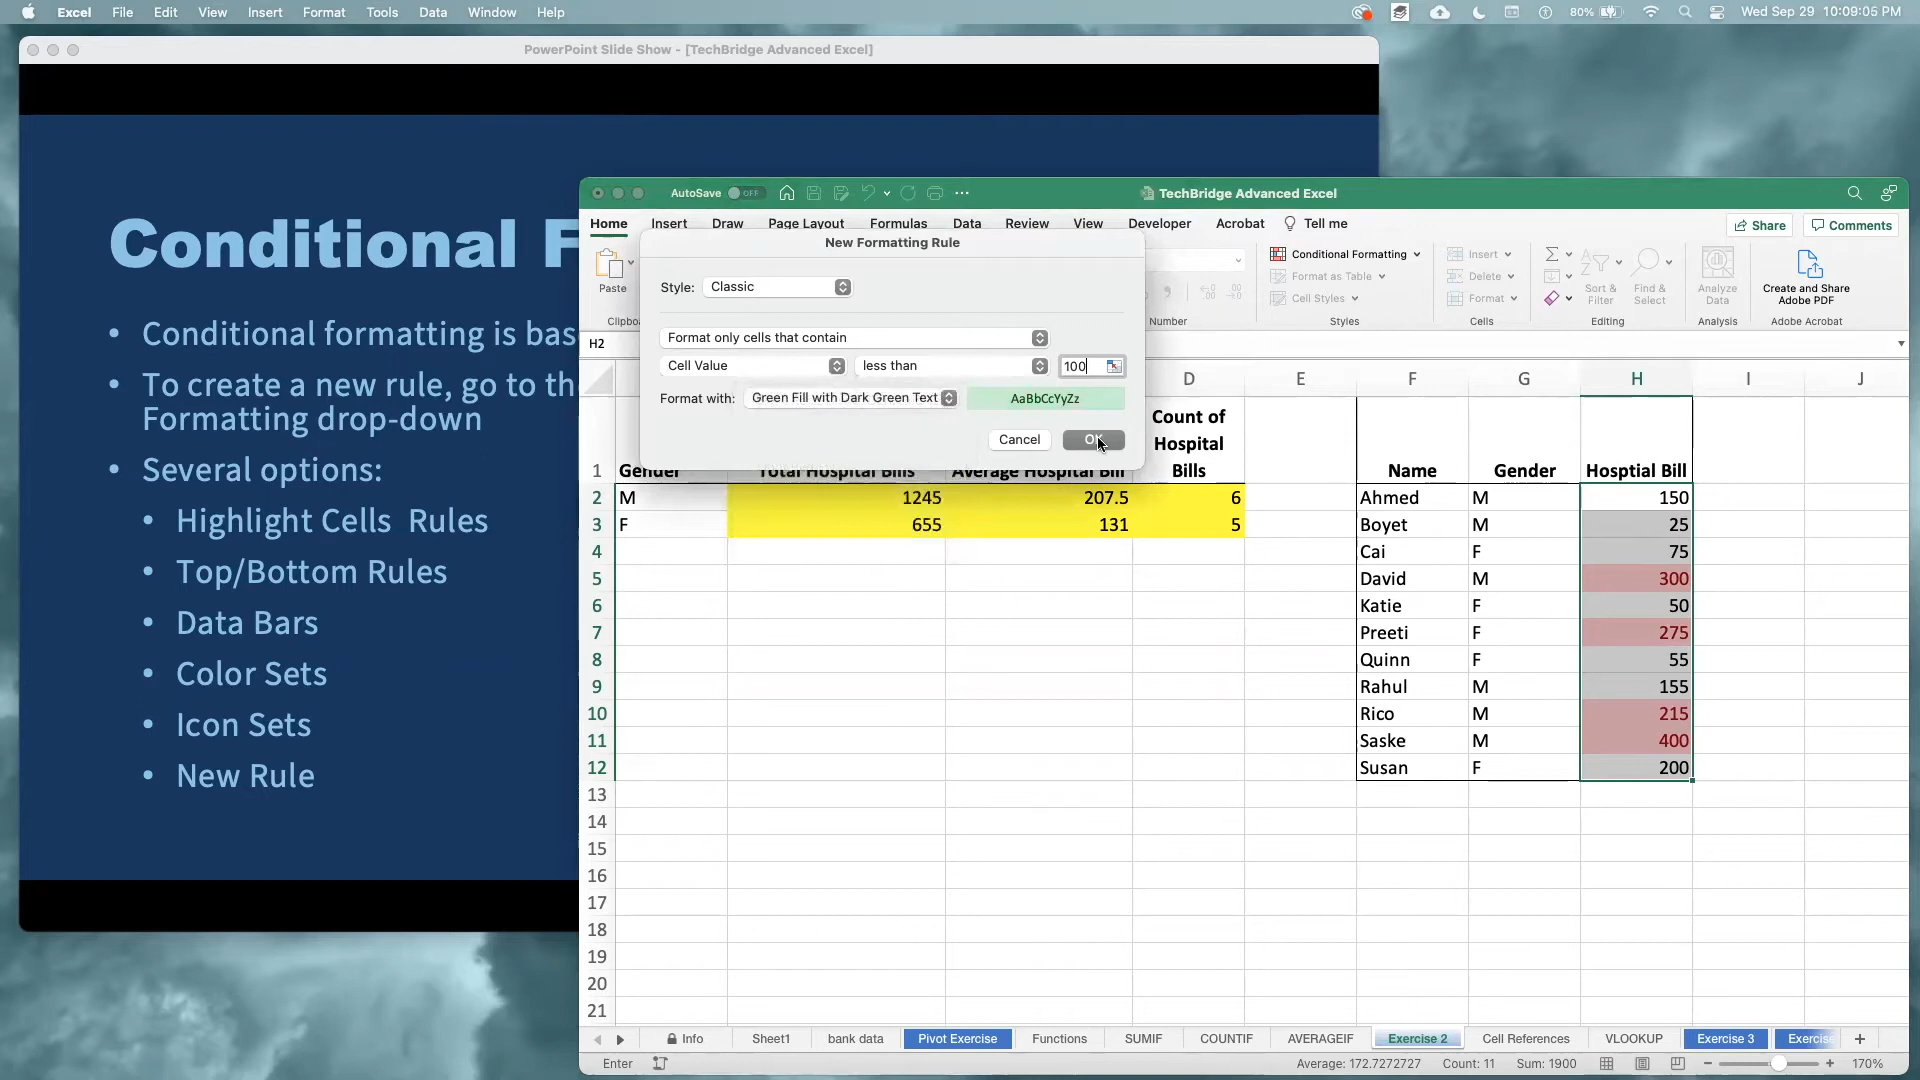 Excel File Edit View Insert Format Tools Data Window Help
80% Wed Sep 29 10:09:05 PM
PowerPoint Slide Show - [TechBridge Advanced Excel]
Conditional F
• Conditional formatting is bas
• To create a new rule, go to th
Formatting drop-down
• Several options:
• Highlight Cells Rules
• Top/Bottom Rules
• Data Bars
• Color Sets
• Icon Sets
• New Rule
AutoSave OFF TechBridge Advanced Excel
Home Insert Draw Page Layout Formulas Data Review View Developer Acrobat Tell me Share Comments
New Formatting Rule
Style: Classic
Format only cells that contain
Cell Value less than 100
Format with: Green Fill with Dark Green Text AaBbCcYyZz
Cancel OK
Paste
Clipbo
Number
Conditional Formatting
Format as Table
Cell Styles
Styles
Insert
Delete
Format
Cells
Sort &
Filter
Find &
Select
Editing
Analyze
Data
Analysis
Create and Share
Adobe PDF
Adobe Acrobat
H2
D E F G H I J
1 Gender Total Hospital Bills Average Hospital Bill Count of
Hospital
Bills Name Gender Hosptial Bill
2 M 1245 207.5 6 Ahmed M 150
3 F 655 131 5 Boyet M 25
4 Cai F 75
5 David M 300
6 Katie F 50
7 Preeti F 275
8 Quinn F 55
9 Rahul M 155
10 Rico M 215
11 Saske M 400
12 Susan F 200
13
14
15
16
17
18
19
20
21
Info Sheet1 bank data Pivot Exercise Functions SUMIF COUNTIF AVERAGEIF Exercise 2 Cell References VLOOKUP Exercise 3 Exercise
Enter Average: 172.7272727 Count: 11 Sum: 1900 170%